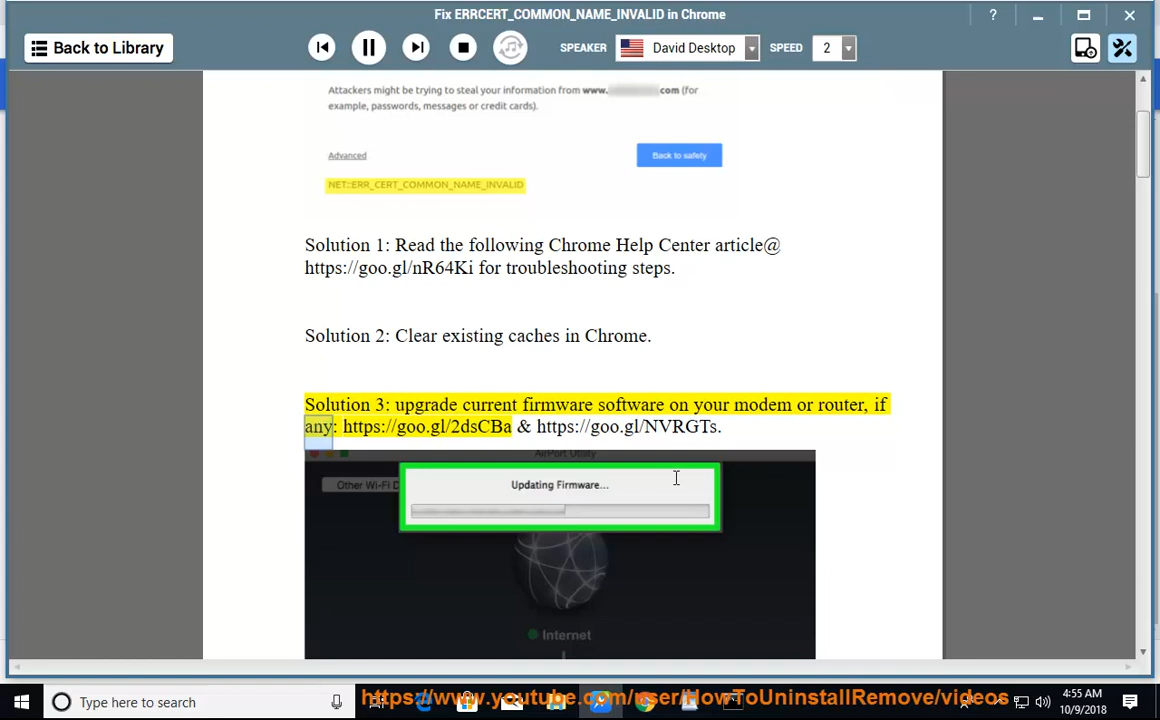 Fix ERRCERT_COMMON_NAME_INVALID in Chrome
?
Back to Library
SPEAKER
David Desktop
SPEED
2
Attackers might be trying to steal your information from www. com (for
example, passwords, messages or credit cards).
Advanced
Back to safety
NET::ERR_CERT_COMMON_NAME_INVALID
Solution 1: Read the following Chrome Help Center article@
https://goo.gl/nR64Ki for troubleshooting steps.
Solution 2: Clear existing caches in Chrome.
Solution 3: upgrade current firmware software on your modem or router, if
any: https://goo.gl/2dsCBa & https://goo.gl/NVRGTs.
AirPort Utility
Other Wi-Fi D
Updating Firmware...
Internet
Type here to search
https://www.youtube.com/user/HowToUninstallRemove/videos
4:55 AM
10/9/2018